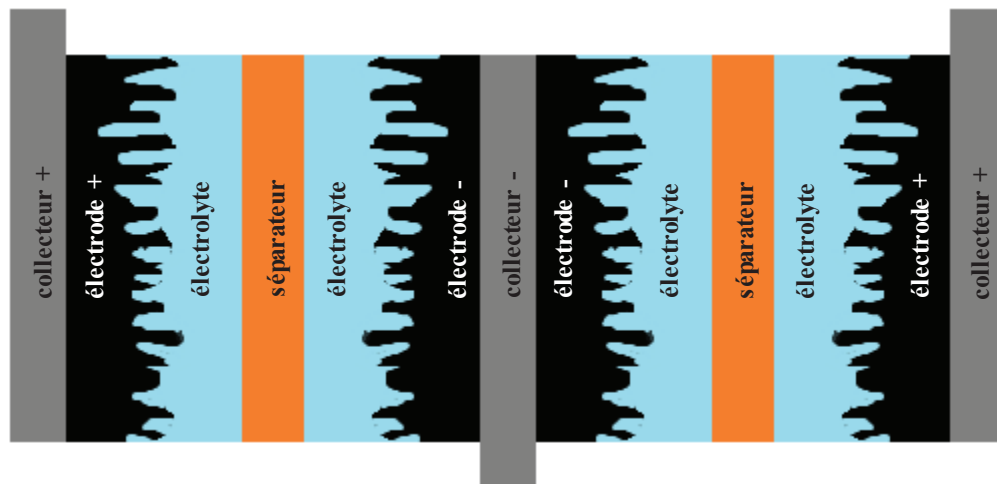 collecteur +
électrode +
électrolyte
séparateur
électrolyte
électrode -
collecteur -
électrode -
électrolyte
séparateur
électrolyte
électrode +
collecteur +